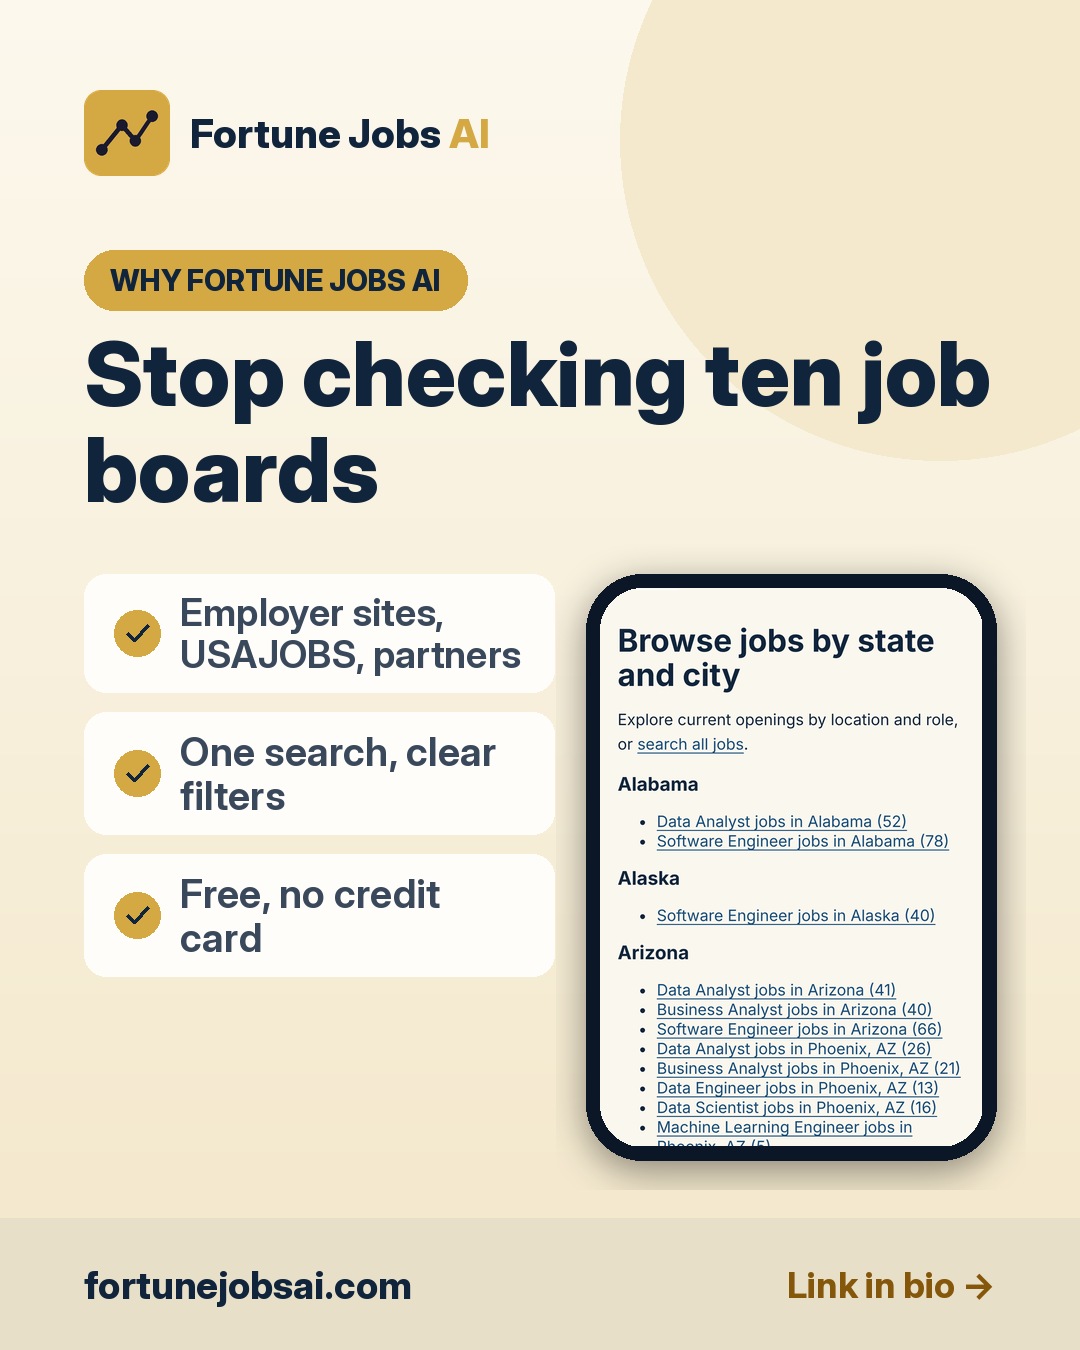 Fortune Jobs AI
WHY FORTUNE JOBS AI
Stop checking ten job
boards
Employer sites,
USAJOBS, partners
One search, clear
filters
Free, no credit
card
Browse jobs by state
and city
Explore current openings by location and role,
or search all jobs.
Alabama
• Data Analyst jobs in Alabama (52)
• Software Engineer jobs in Alabama (78)
Alaska
• Software Engineer jobs in Alaska (40)
Arizona
• Data Analyst jobs in Arizona (41)
• Business Analyst jobs in Arizona (40)
• Software Engineer jobs in Arizona (66)
• Data Analyst jobs in Phoenix, AZ (26)
• Business Analyst jobs in Phoenix, AZ (21)
• Data Engineer jobs in Phoenix, AZ (13)
• Data Scientist jobs in Phoenix, AZ (16)
• Machine Learning Engineer jobs in
Phoenix, AZ (5)
fortunejobsai.com
Link in bio →